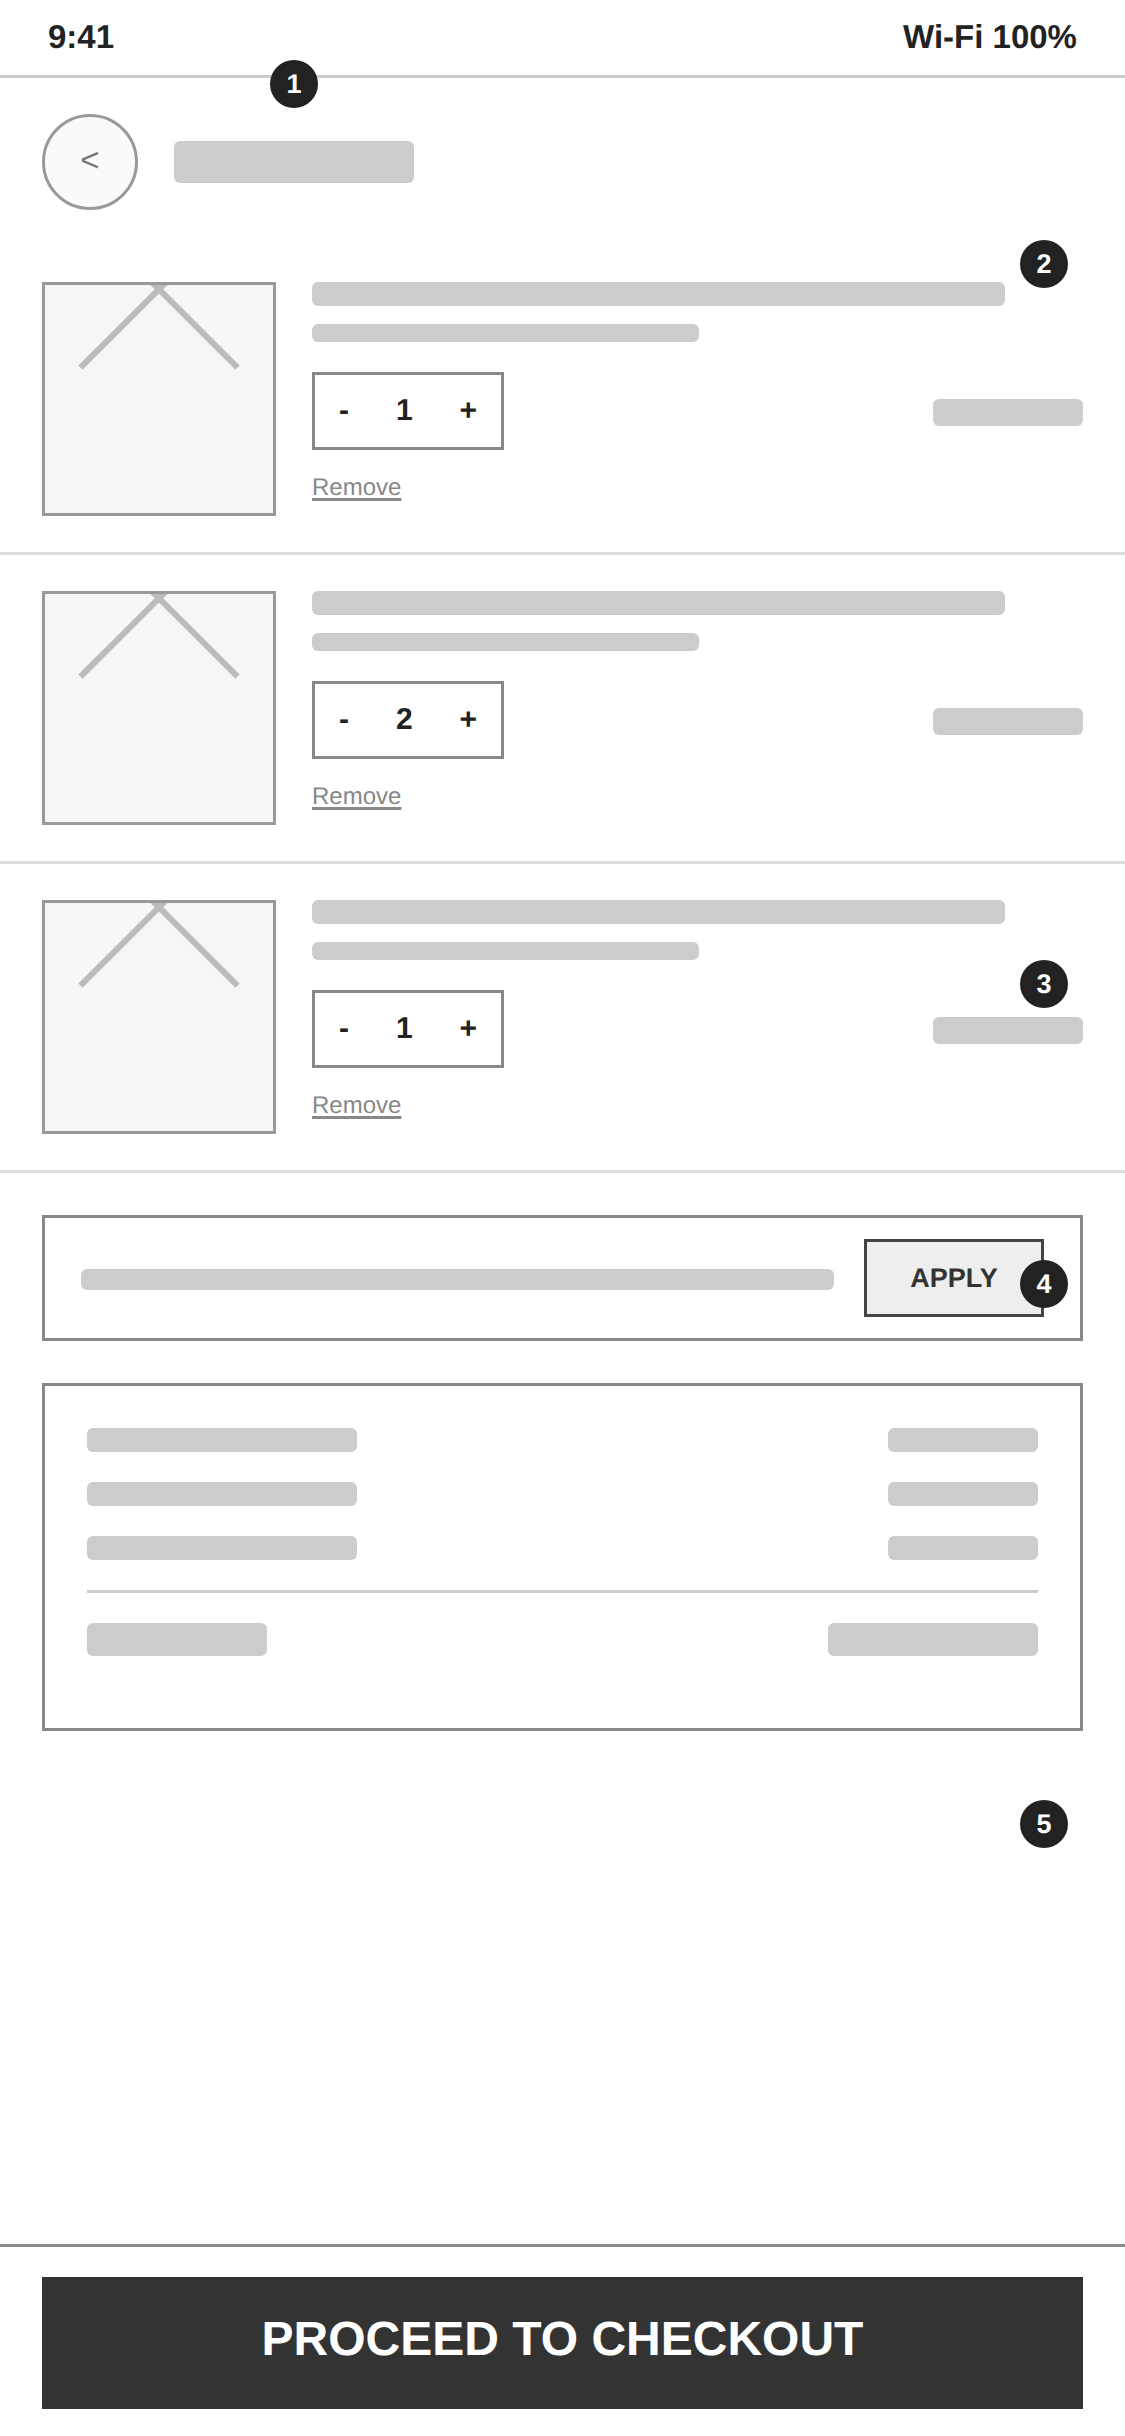 9:41 Wi-Fi 100%
1
<
2
- 1 +
Remove
- 2 +
Remove
3
- 1 +
Remove
APPLY 4
5
PROCEED TO CHECKOUT